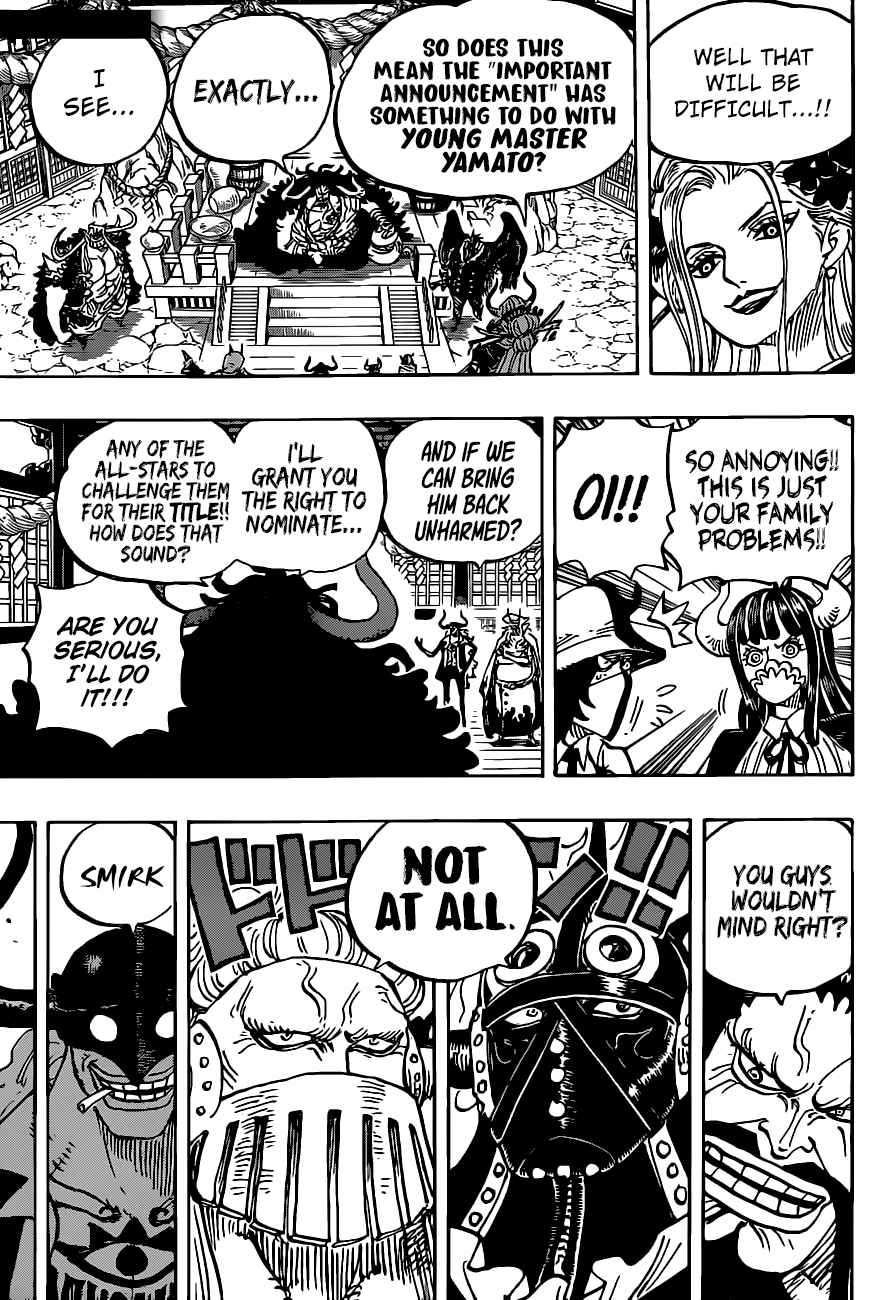 WELL THAT
WILL BE
DIFFICULT...!!
SO DOES THIS
MEAN THE "IMPORTANT
ANNOUNCEMENT" HAS
SOMETHING TO DO WITH
YOUNG MASTER
YAMATO?
EXACTLY...
I
SEE...
SO ANNOYING!!
THIS IS JUST
YOUR FAMILY
PROBLEMS!!
OI!!
AND IF WE
CAN BRING
HIM BACK
UNHARMED?
I'LL
GRANT YOU
THE RIGHT TO
NOMINATE...
ANY OF THE
ALL-STARS TO
CHALLENGE THEM
FOR THEIR TITLE!!
HOW DOES THAT
SOUND?
ARE YOU
SERIOUS,
I'LL DO
IT!!!
YOU GUYS
WOULDN'T
MIND RIGHT?
NOT
AT ALL.
ドドドン!!
SMIRK